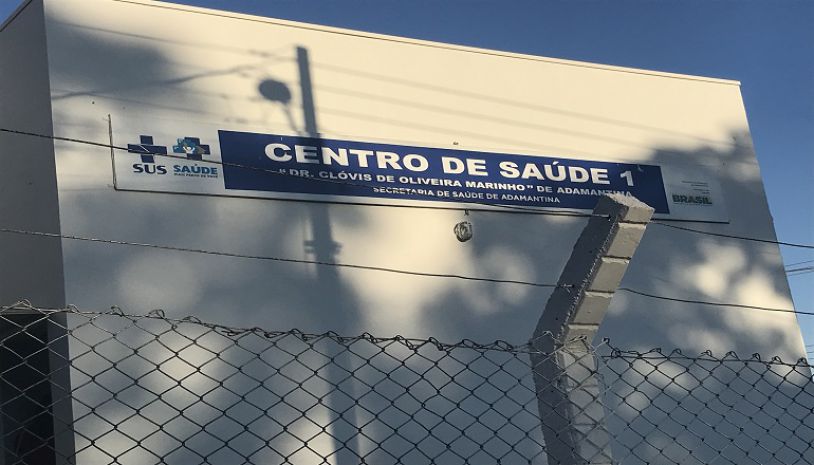 SUS
SAÚDE
CENTRO DE SAÚDE 1
"DR. CLÓVIS DE OLIVEIRA MARINHO" DE ADAMANTINA
SECRETARIA DE SAÚDE DE ADAMANTINA
BRASIL